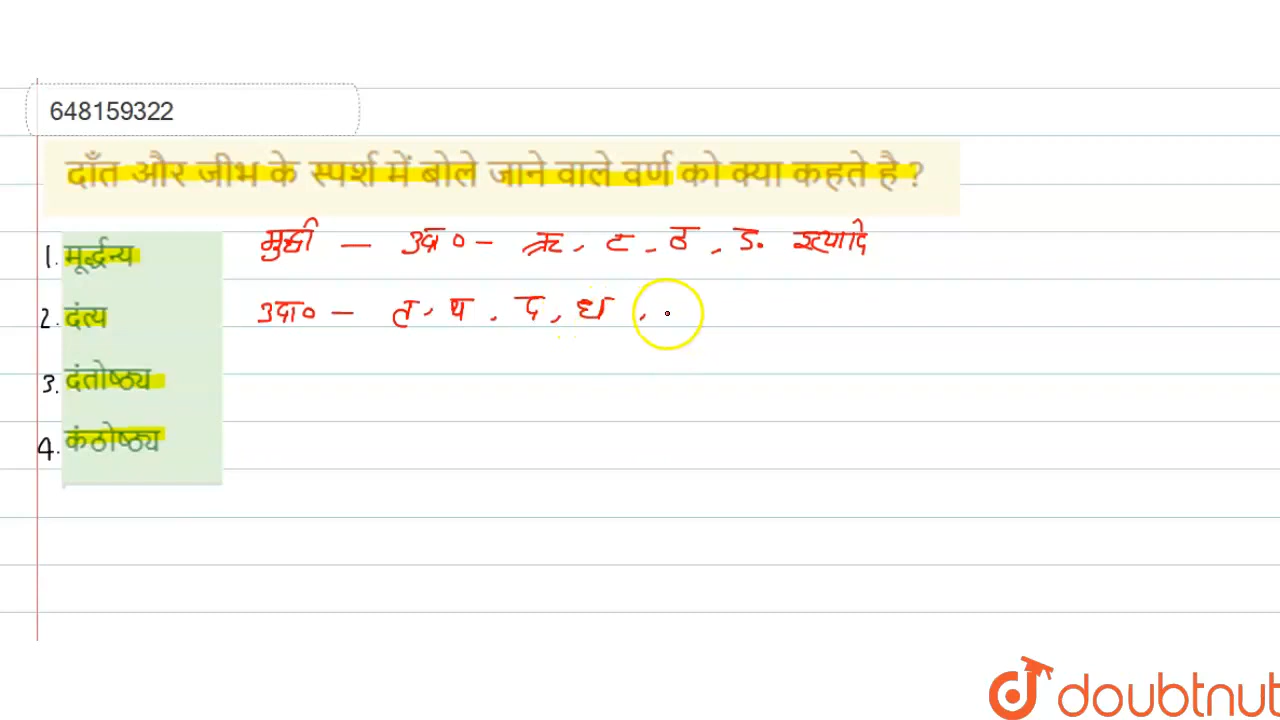 648159322
दाँत और जीभ के स्पर्श में बोले जाने वाले वर्ण को क्या कहते है ?
1. मूर्द्धन्य मुर्द्धा — उदा० – ऋ, ट, ठ, ड. इत्यादि
2. दंत्य उदा० — त, थ, द, ध,
3. दंतोष्ठ्य
4. कंठोष्ठ्य
doubtnut